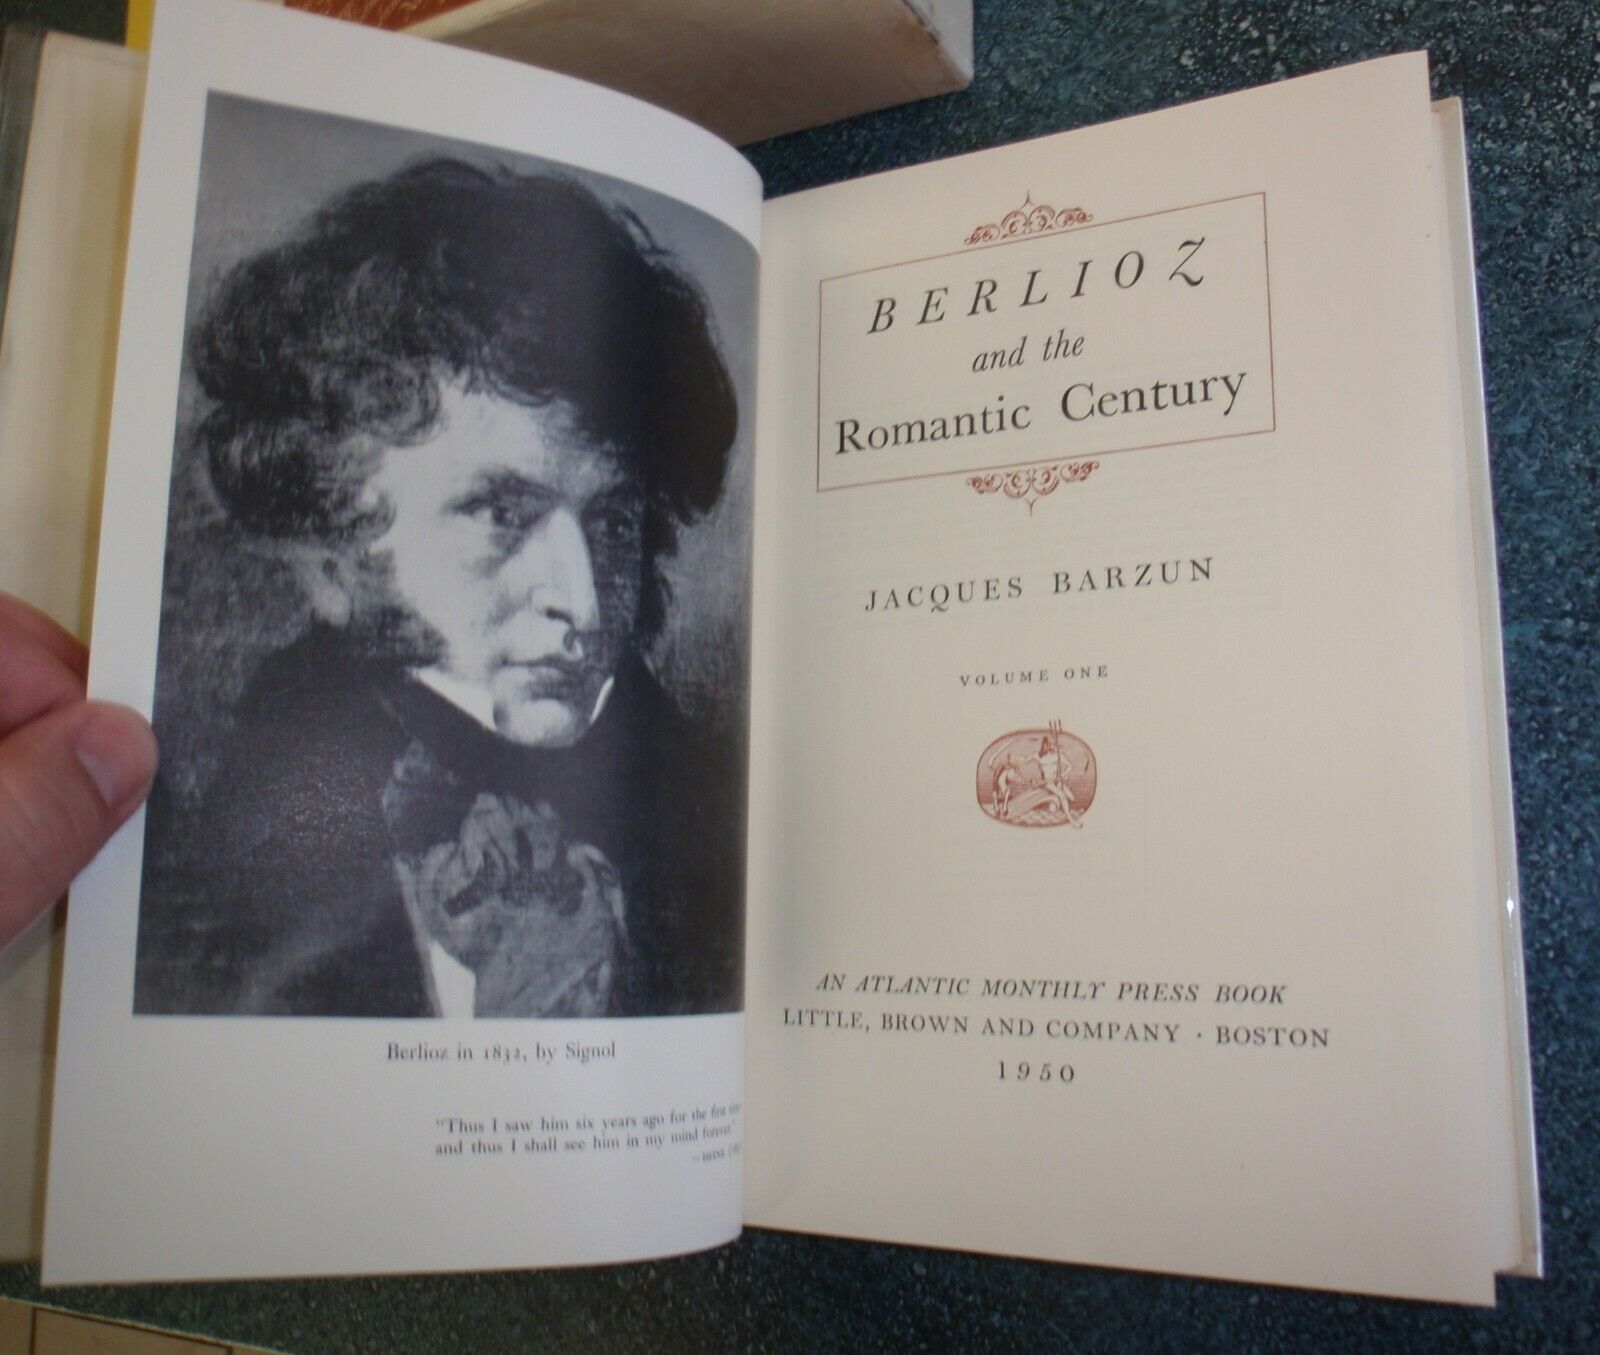 Berlioz in 1832, by Signol
"Thus I saw him six years ago for the first
and thus I shall see him in my mind forever."
—HEINE
BERLIOZ
and the
Romantic Century
JACQUES BARZUN
VOLUME ONE
AN ATLANTIC MONTHLY PRESS BOOK
LITTLE, BROWN AND COMPANY · BOSTON
1950